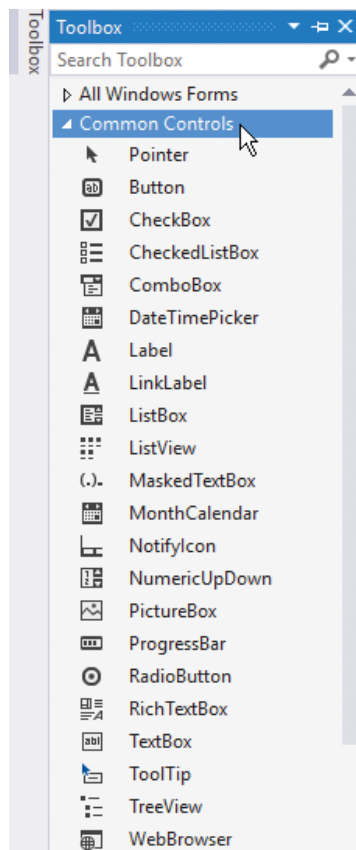 Toolbox
Toolbox
Search Toolbox
All Windows Forms
Common Controls
Pointer
Button
CheckBox
CheckedListBox
ComboBox
DateTimePicker
Label
LinkLabel
ListBox
ListView
MaskedTextBox
MonthCalendar
NotifyIcon
NumericUpDown
PictureBox
ProgressBar
RadioButton
RichTextBox
TextBox
ToolTip
TreeView
WebBrowser